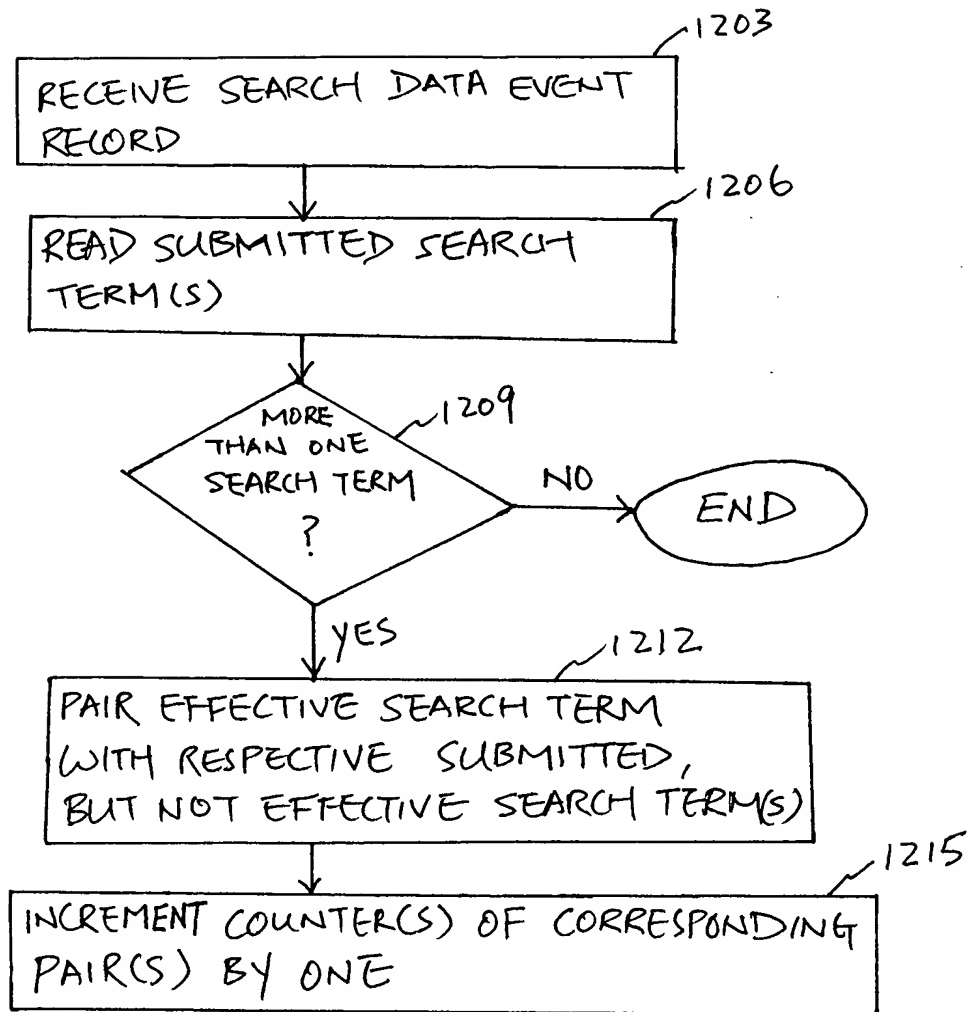 1203
RECEIVE SEARCH DATA EVENT
RECORD
1206
READ SUBMITTED SEARCH
TERM(S)
1209
MORE
THAN ONE
SEARCH TERM
?
NO
END
YES
1212
PAIR EFFECTIVE SEARCH TERM
WITH RESPECTIVE SUBMITTED,
BUT NOT EFFECTIVE SEARCH TERM(S)
1215
INCREMENT COUNTER(S) OF CORRESPONDING
PAIR(S) BY ONE